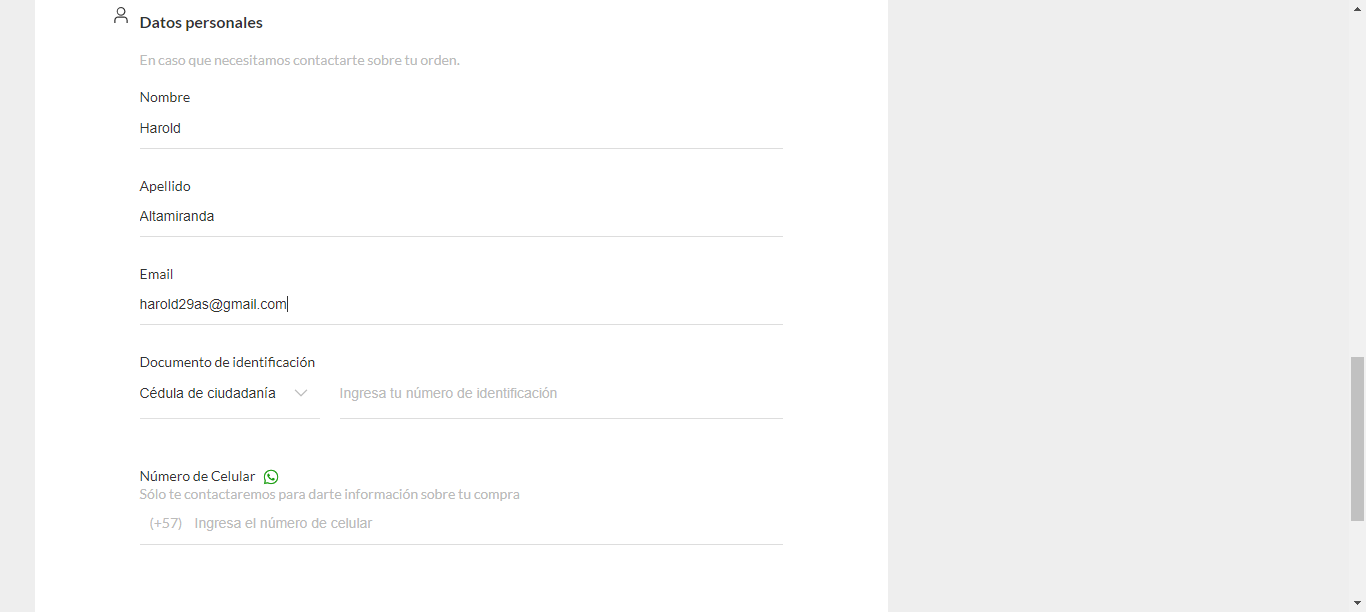 Datos personales
En caso que necesitamos contactarte sobre tu orden.
Nombre
Harold
Apellido
Altamiranda
Email
harold29as@gmail.com
Documento de identificación
Cédula de ciudadanía Ingresa tu número de identificación
Número de Celular
Sólo te contactaremos para darte información sobre tu compra
(+57) Ingresa el número de celular